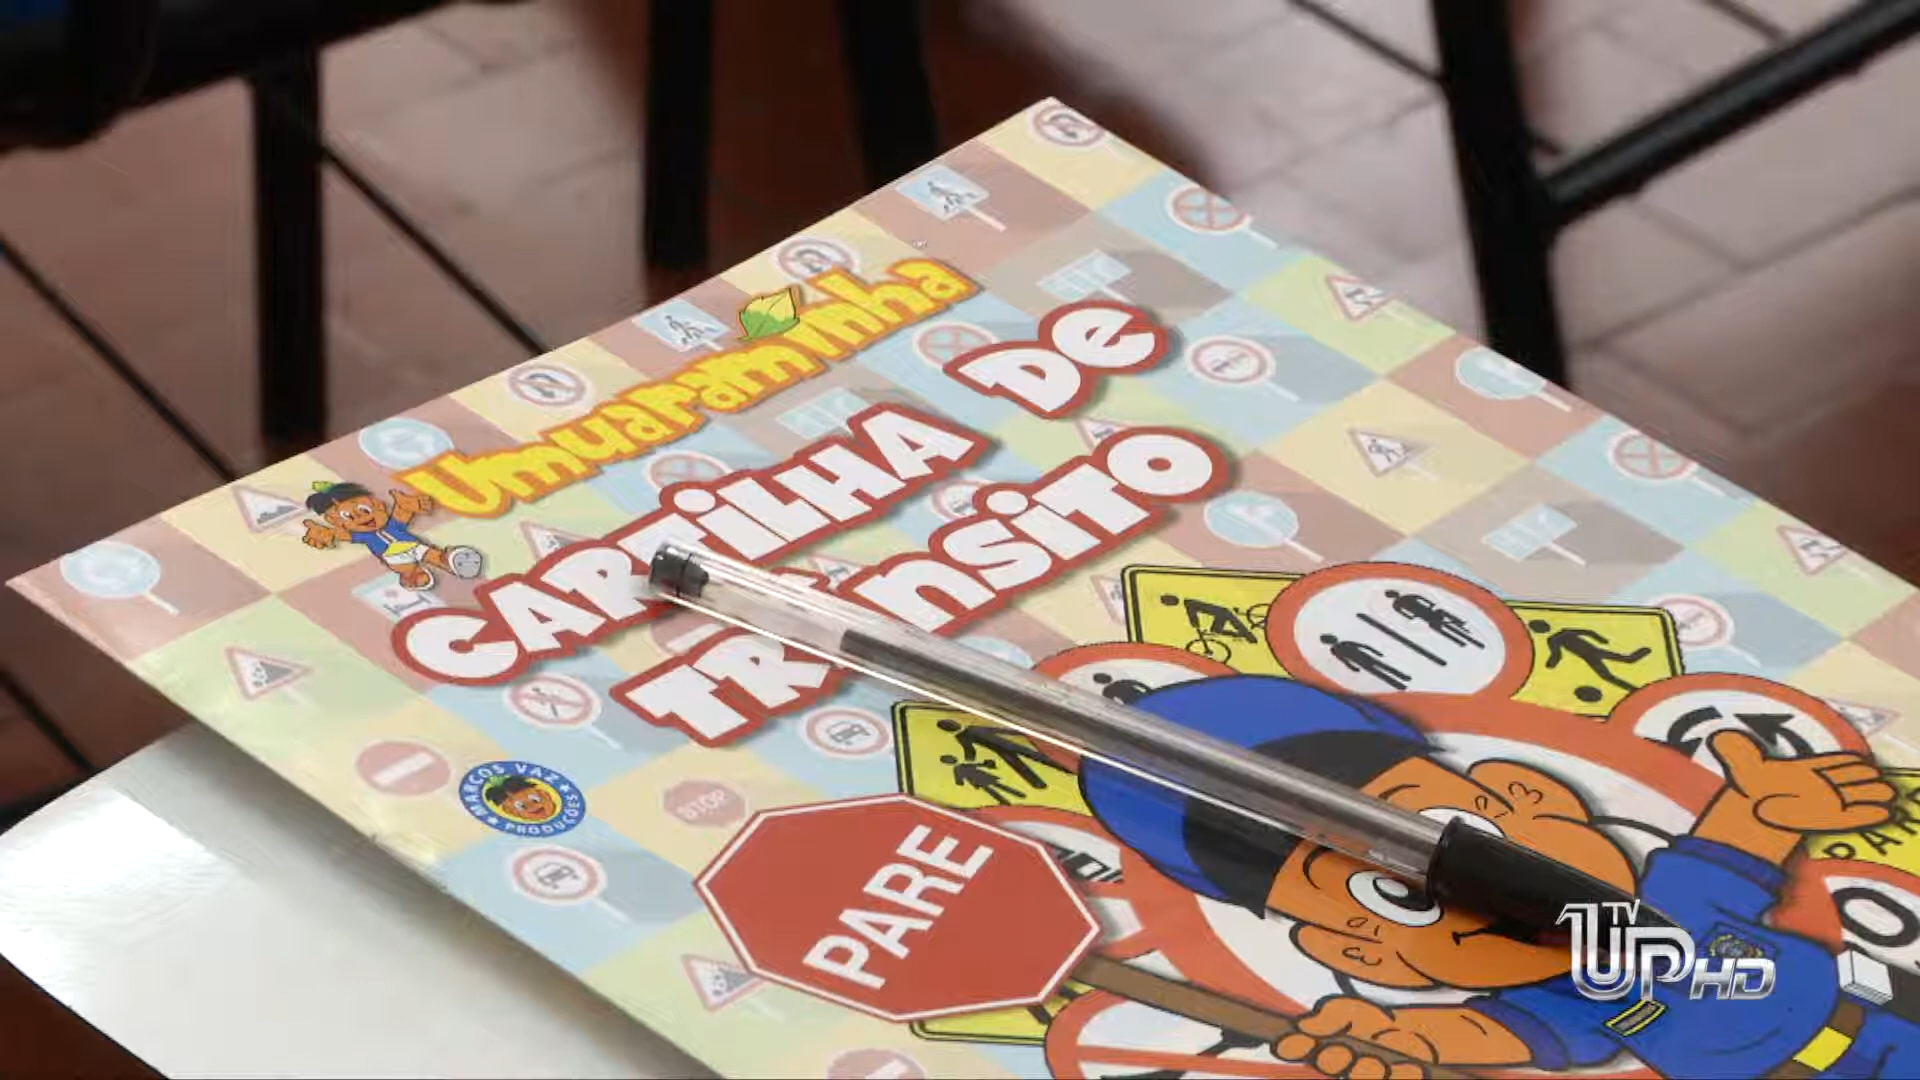 Umuaraminha
CARTILHA DE
TRÂNSITO
MARCOS VAZ
PRODUÇÕES
STOP
PARE
TV
UP HD